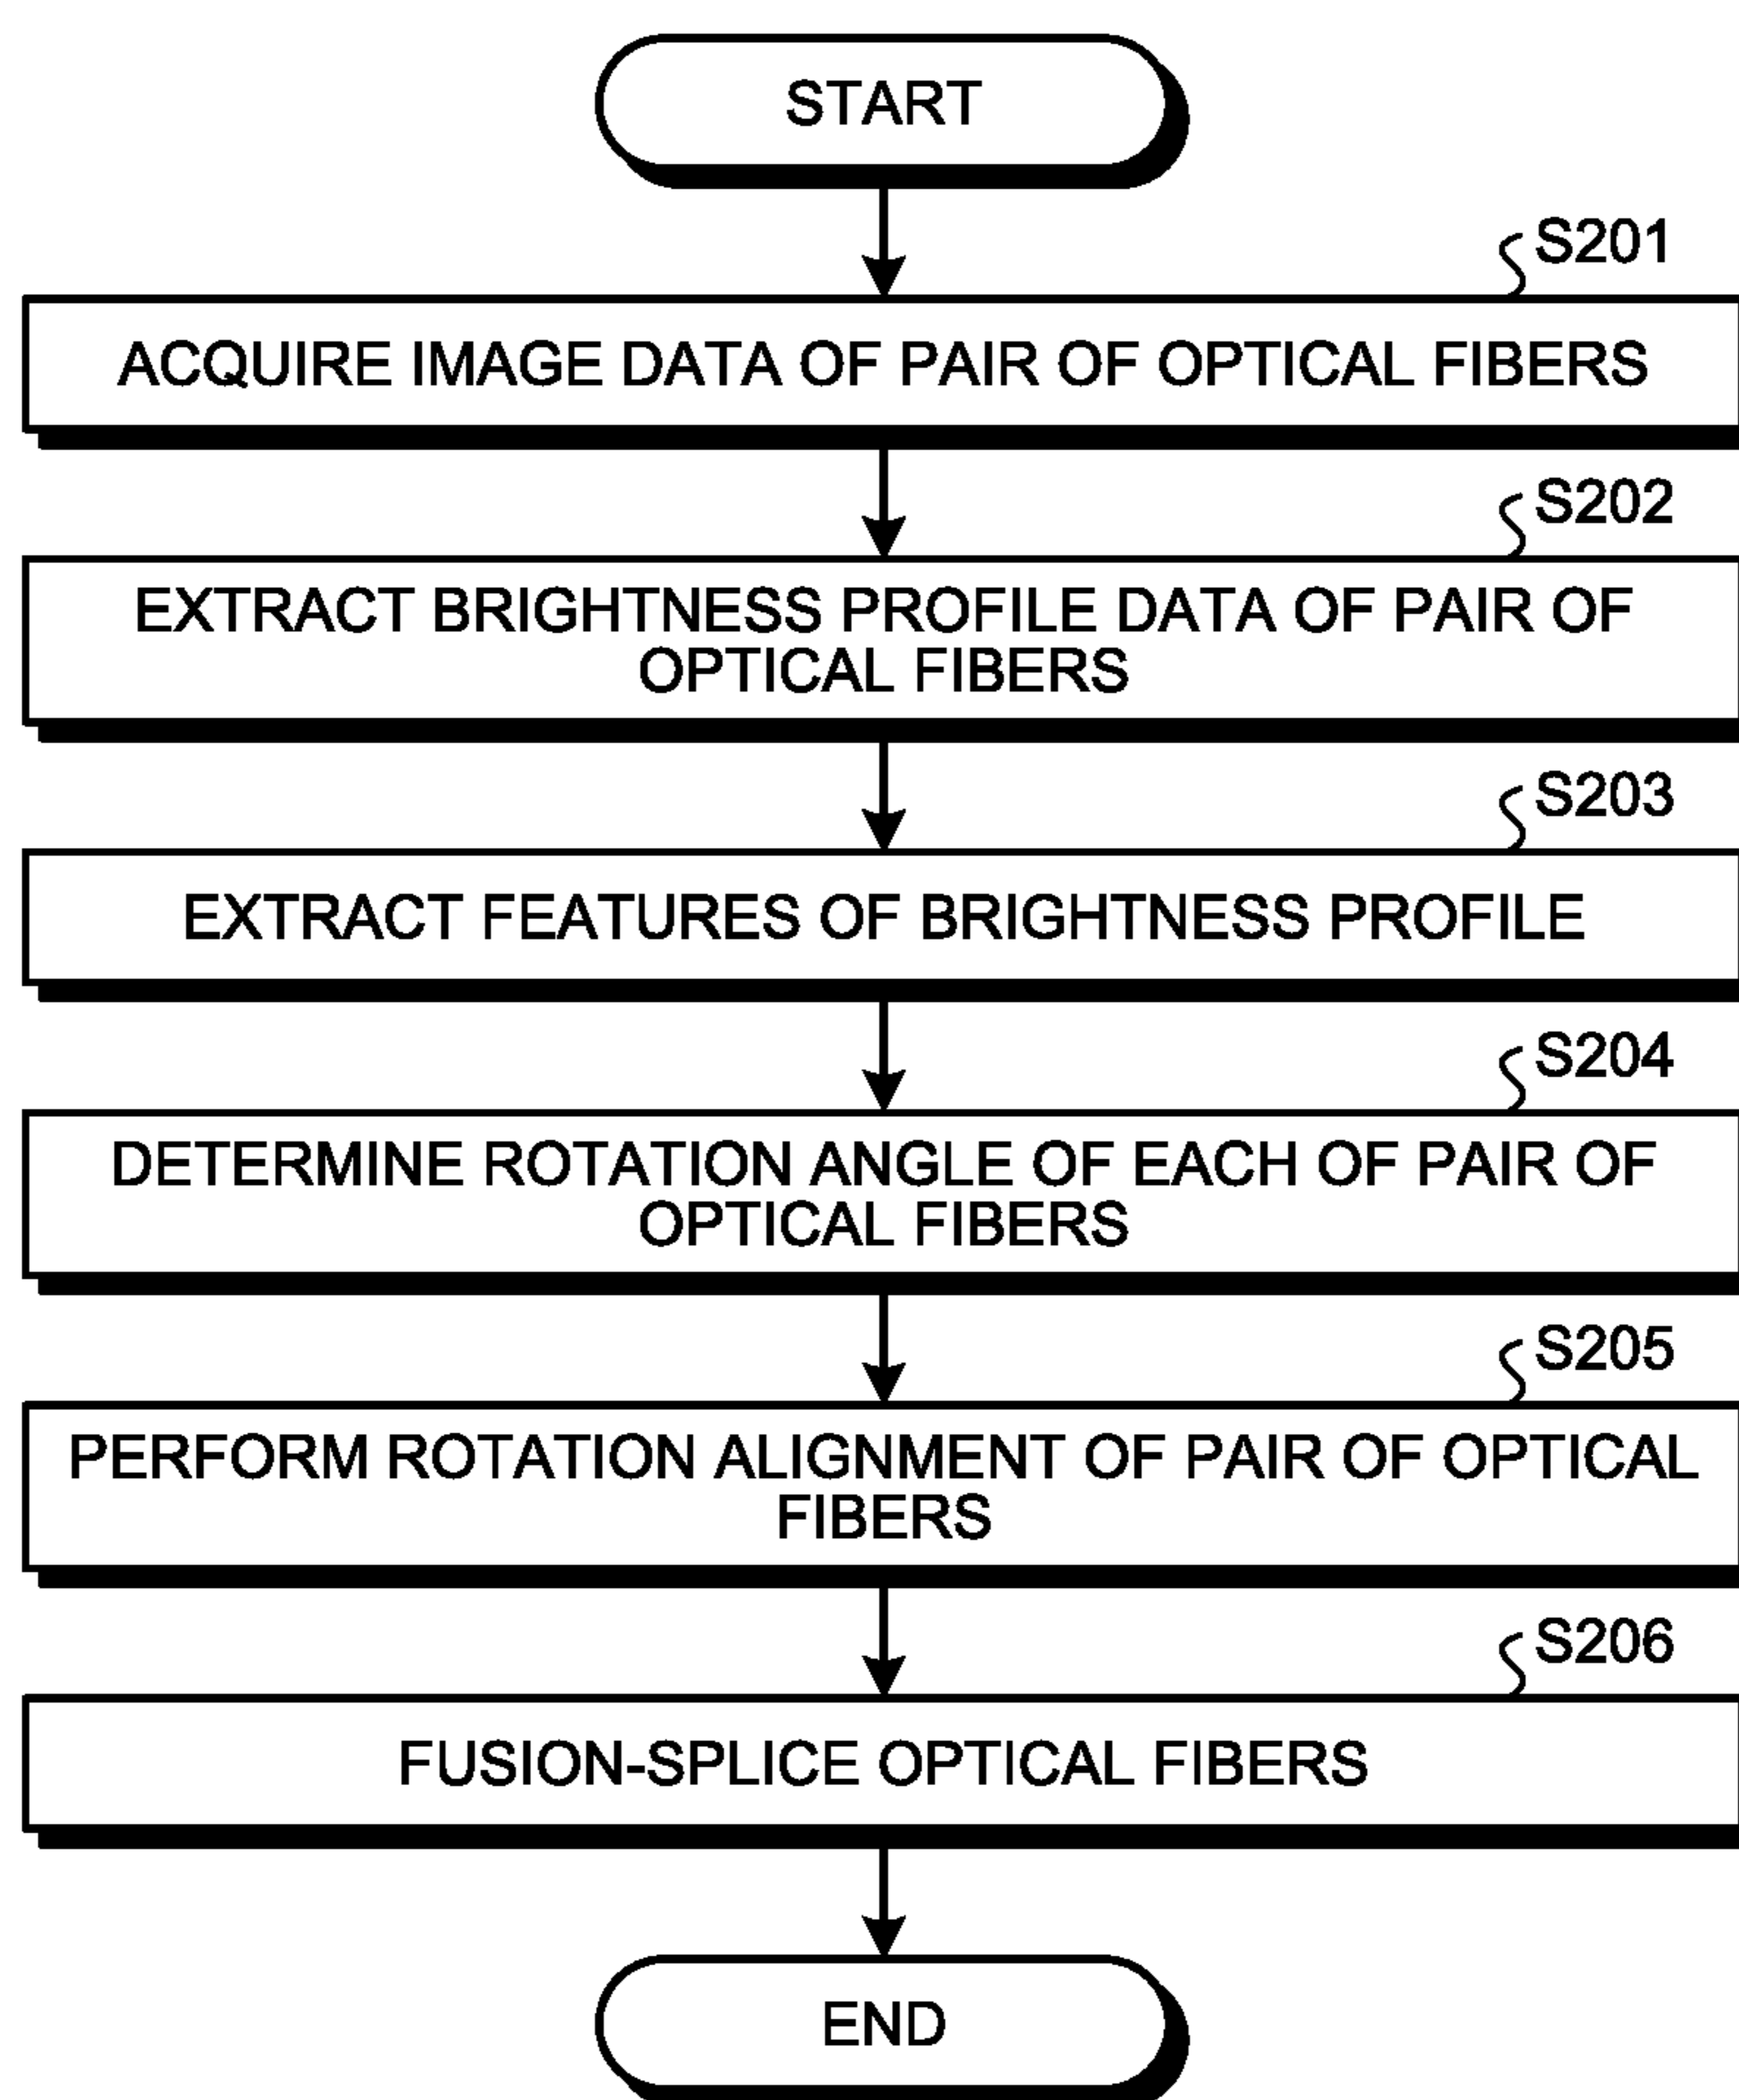 START
S201
ACQUIRE IMAGE DATA OF PAIR OF OPTICAL FIBERS
S202
EXTRACT BRIGHTNESS PROFILE DATA OF PAIR OF
OPTICAL FIBERS
S203
EXTRACT FEATURES OF BRIGHTNESS PROFILE
S204
DETERMINE ROTATION ANGLE OF EACH OF PAIR OF
OPTICAL FIBERS
S205
PERFORM ROTATION ALIGNMENT OF PAIR OF OPTICAL
FIBERS
S206
FUSION-SPLICE OPTICAL FIBERS
END